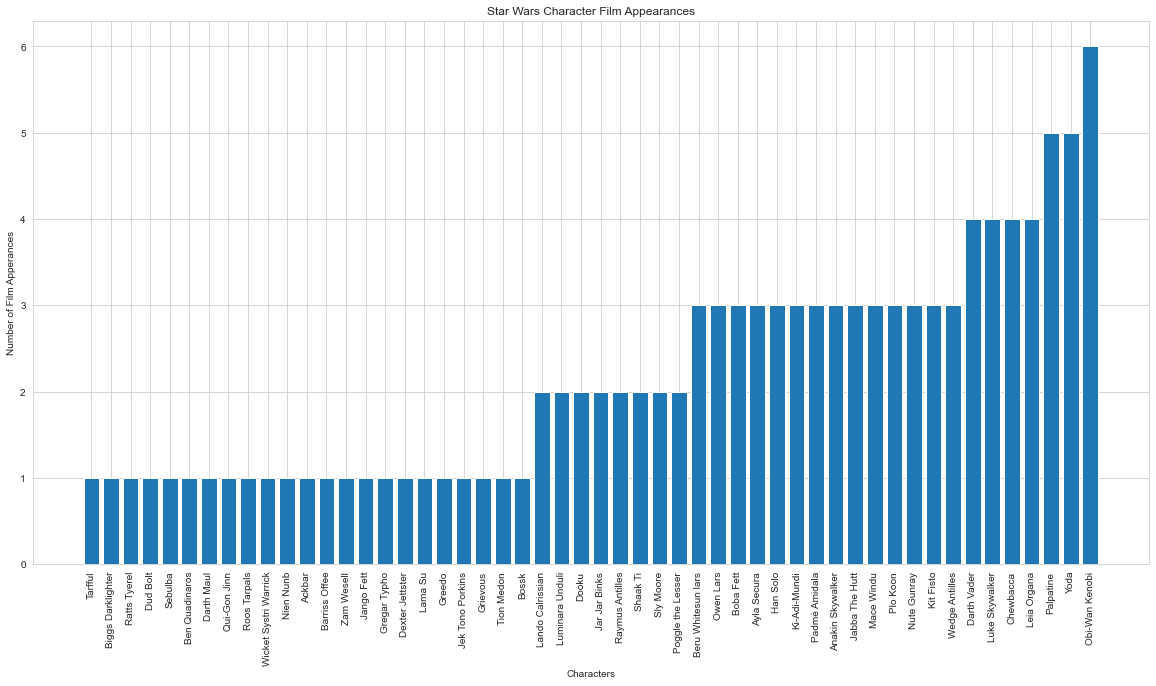 Star Wars Character Film Appearances
Number of Film Apperances
6
5
4
3
2
1
0
Tarfful
Biggs Darklighter
Ratts Tyerel
Dud Bolt
Sebulba
Ben Quadinaros
Darth Maul
Qui-Gon Jinn
Roos Tarpals
Wicket Systri Warrick
Nien Nunb
Ackbar
Barriss Offee
Zam Wesell
Jango Fett
Gregar Typho
Dexter Jettster
Lama Su
Greedo
Jek Tono Porkins
Grievous
Tion Medon
Bossk
Lando Calrissian
Luminara Unduli
Dooku
Jar Jar Binks
Raymus Antilles
Shaak Ti
Sly Moore
Poggle the Lesser
Beru Whitesun lars
Owen Lars
Boba Fett
Ayla Secura
Han Solo
Ki-Adi-Mundi
Padmé Amidala
Anakin Skywalker
Jabba The Hutt
Mace Windu
Plo Koon
Nute Gunray
Kit Fisto
Wedge Antilles
Darth Vader
Luke Skywalker
Chewbacca
Leia Organa
Palpatine
Yoda
Obi-Wan Kenobi
Characters